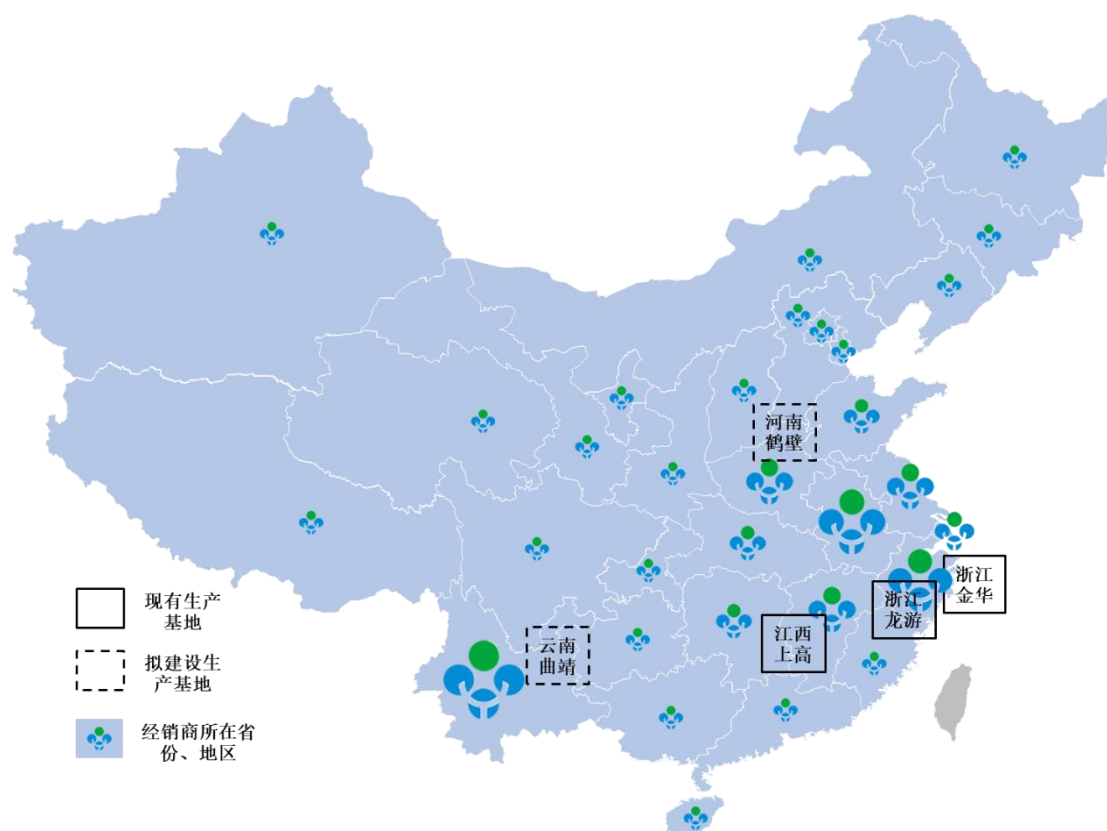 河南
鹤壁
浙江
金华
浙江
龙游
江西
上高
云南
曲靖
现有生产
基地
拟建设生
产基地
经销商所在省
份、地区